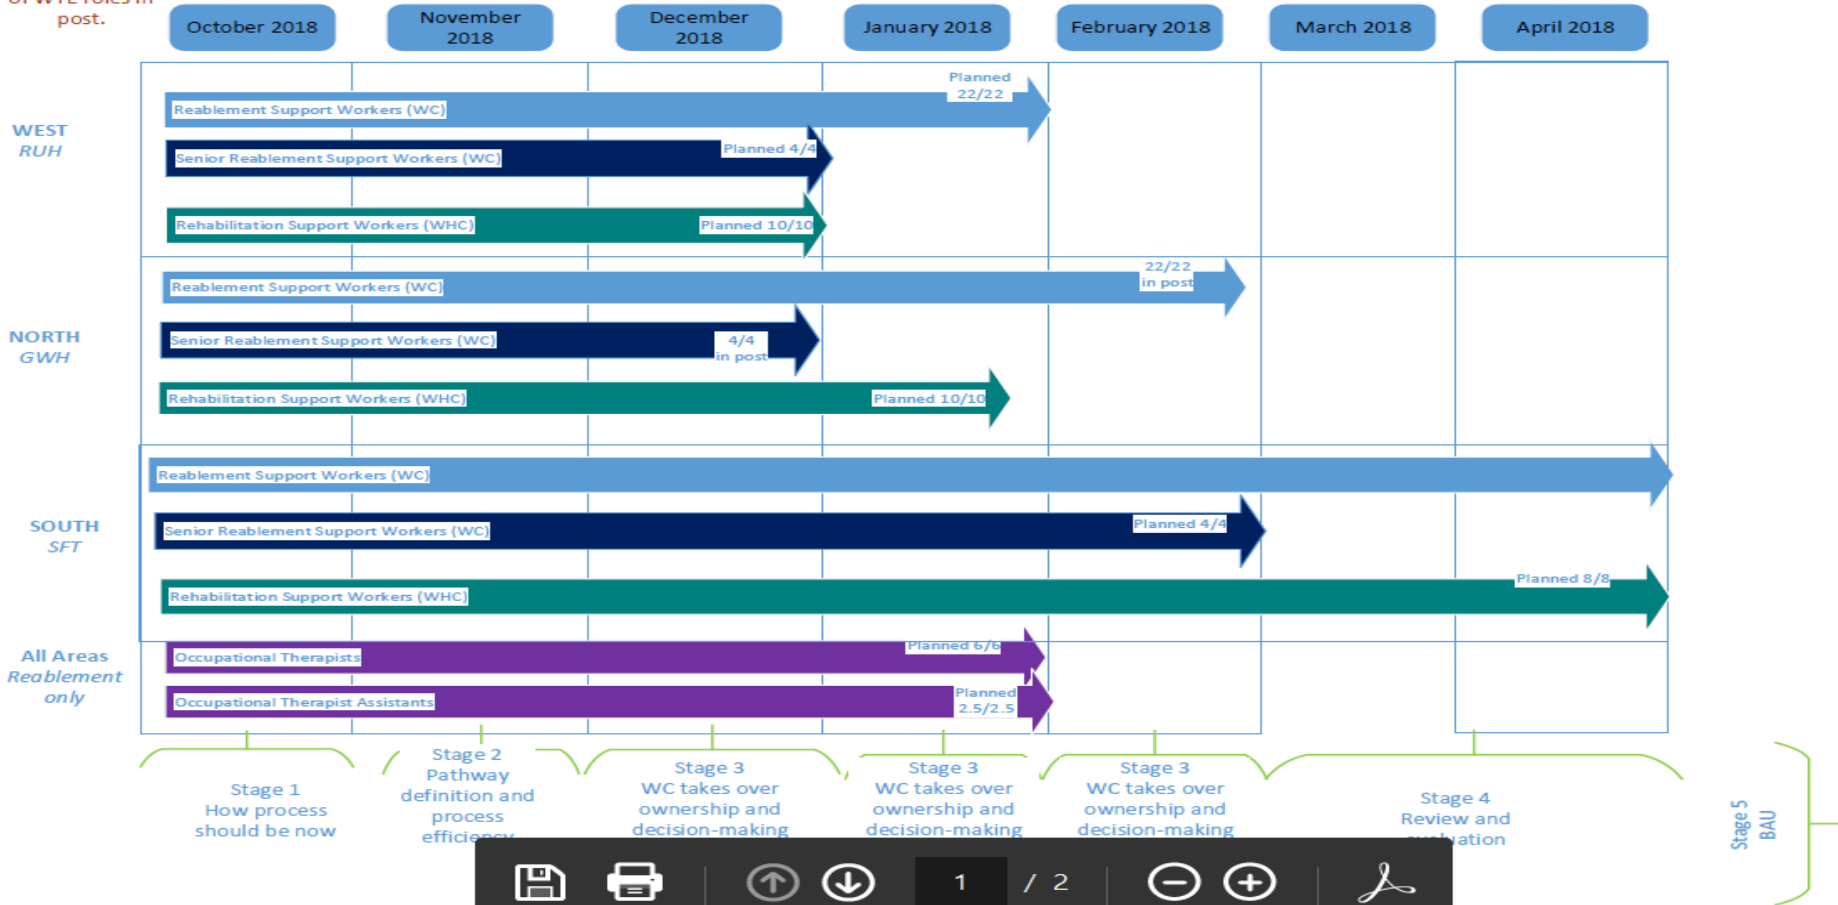 of WTE roles in
post.
October 2018
November
2018
December
2018
January 2018
February 2018
March 2018
April 2018
WEST
RUH
Reablement Support Workers (WC)
Planned
22/22
Senior Reablement Support Workers (WC)
Planned 4/4
Rehabilitation Support Workers (WHC)
Planned 10/10
NORTH
GWH
Reablement Support Workers (WC)
22/22
in post
Senior Reablement Support Workers (WC)
4/4
in post
Rehabilitation Support Workers (WHC)
Planned 10/10
SOUTH
SFT
Reablement Support Workers (WC)
Senior Reablement Support Workers (WC)
Planned 4/4
Rehabilitation Support Workers (WHC)
Planned 8/8
All Areas
Reablement
only
Occupational Therapists
Planned 6/6
Occupational Therapist Assistants
Planned
2.5/2.5
Stage 1
How process
should be now
Stage 2
Pathway
definition and
process
efficiency
Stage 3
WC takes over
ownership and
decision-making
Stage 3
WC takes over
ownership and
decision-making
Stage 3
WC takes over
ownership and
decision-making
Stage 4
Review and
Stage 5
BAU
1 / 2